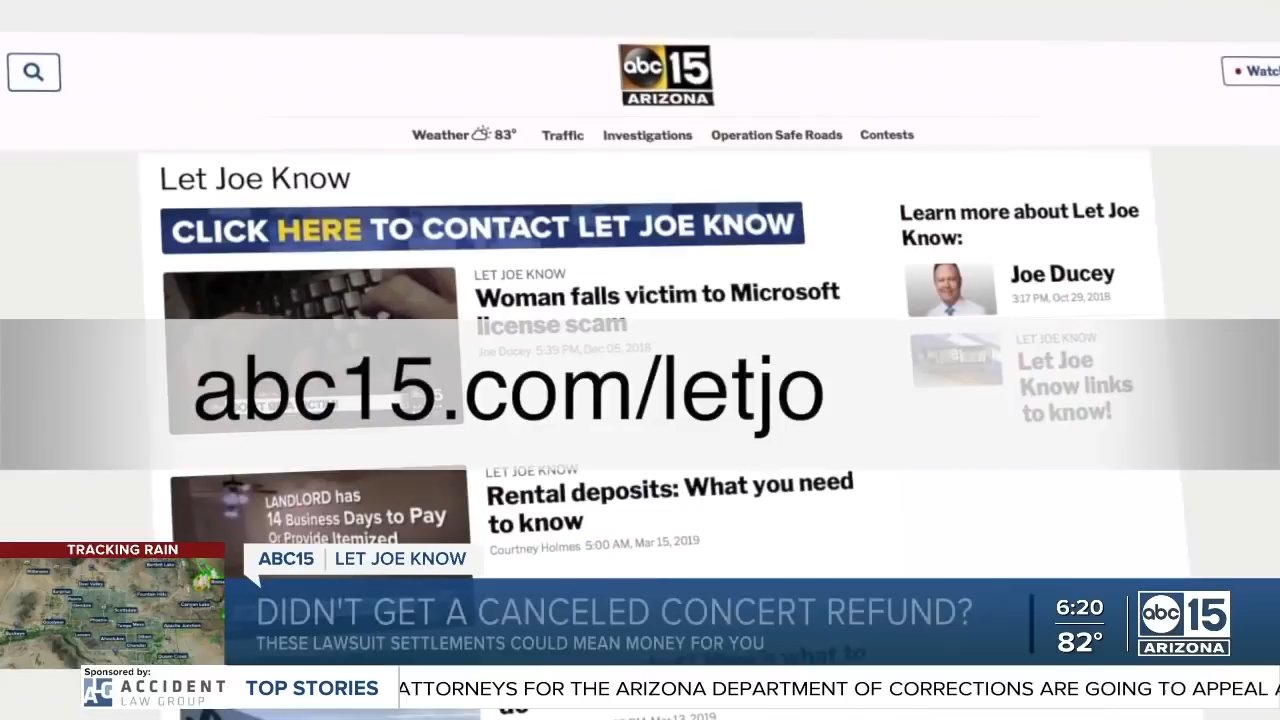 abc 15
ARIZONA
Watc
Weather 83° Traffic Investigations Operation Safe Roads Contests
Let Joe Know
CLICK HERE TO CONTACT LET JOE KNOW
LET JOE KNOW
Woman falls victim to Microsoft
license scam
Joe Ducey 5:39 PM, Dec 05, 2018
Learn more about Let Joe
Know:
Joe Ducey
3:17 PM, Oct 29, 2018
LET JOE KNOW
Let Joe
Know links
to know!
abc15.com/letjo
LANDLORD has
14 Business Days to Pay
Or Provide Itemized
LET JOE KNOW
Rental deposits: What you need
to know
Courtney Holmes 5:00 AM, Mar 15, 2019
TRACKING RAIN
ABC15 | LET JOE KNOW
DIDN'T GET A CANCELED CONCERT REFUND?
THESE LAWSUIT SETTLEMENTS COULD MEAN MONEY FOR YOU
6:20
82°
abc 15
ARIZONA
Sponsored by:
ACCIDENT
LAW GROUP
TOP STORIES
ATTORNEYS FOR THE ARIZONA DEPARTMENT OF CORRECTIONS ARE GOING TO APPEAL A